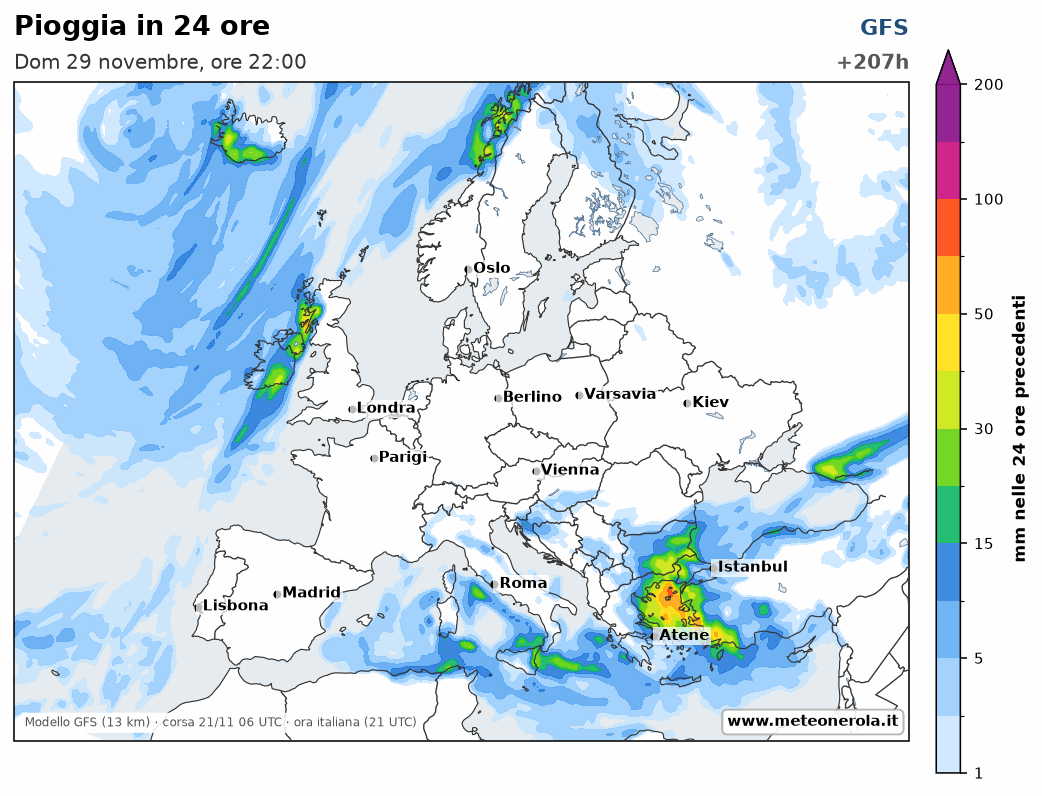 Pioggia in 24 ore
GFS
Dom 29 novembre, ore 22:00
+207h
200
100
50
30
15
5
1
mm nelle 24 ore precedenti
Oslo
Londra
Berlino
Varsavia
Kiev
Parigi
Vienna
Istanbul
Roma
Madrid
Lisbona
Atene
Modello GFS (13 km) · corsa 21/11 06 UTC · ora italiana (21 UTC)
www.meteonerola.it